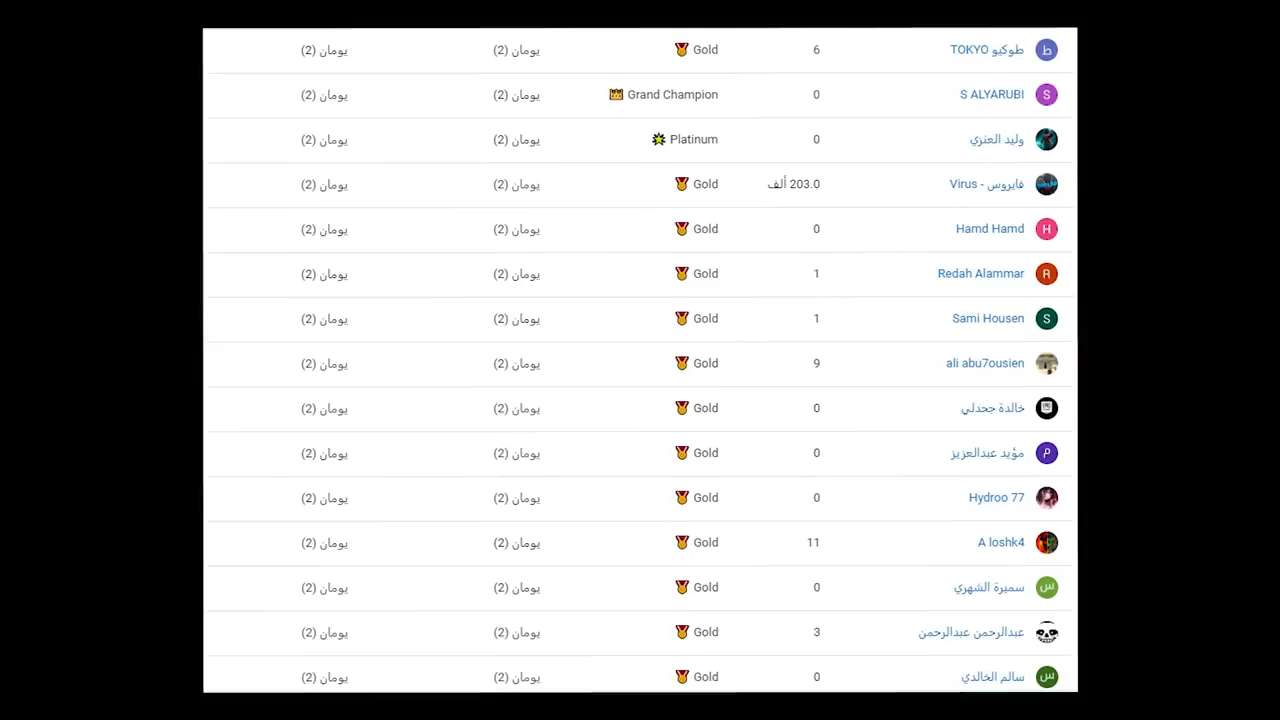 ط طوكيو TOKYO 6 Gold يومان (2) يومان (2)
S S ALYARUBI 0 Grand Champion يومان (2) يومان (2)
وليد العنزي 0 Platinum يومان (2) يومان (2)
فايروس - Virus 203.0 ألف Gold يومان (2) يومان (2)
H Hamd Hamd 0 Gold يومان (2) يومان (2)
R Redah Alammar 1 Gold يومان (2) يومان (2)
S Sami Housen 1 Gold يومان (2) يومان (2)
ali abu7ousien 9 Gold يومان (2) يومان (2)
خالدة جحدلي 0 Gold يومان (2) يومان (2)
م مؤيد عبدالعزيز 0 Gold يومان (2) يومان (2)
Hydroo 77 0 Gold يومان (2) يومان (2)
A loshk4 11 Gold يومان (2) يومان (2)
س سميرة الشهري 0 Gold يومان (2) يومان (2)
عبدالرحمن عبدالرحمن 3 Gold يومان (2) يومان (2)
س سالم الخالدي 0 Gold يومان (2) يومان (2)